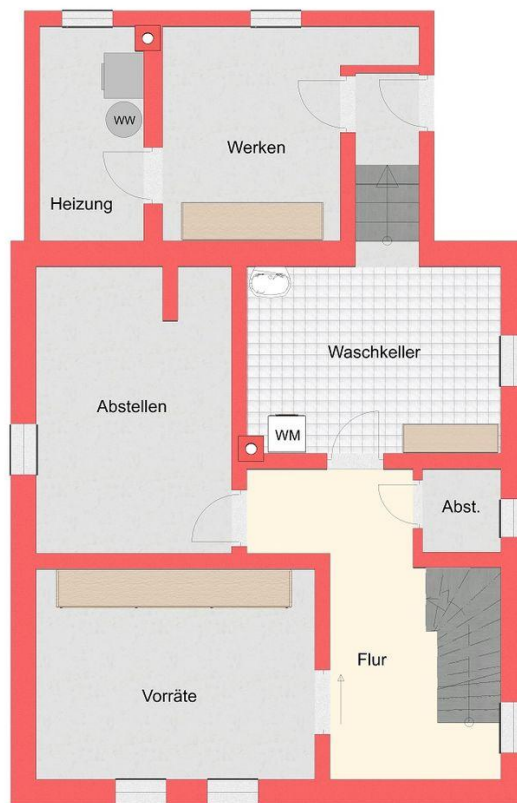 WW
Werken
Heizung
Waschkeller
Abstellen
WM
Abst.
Flur
Vorräte